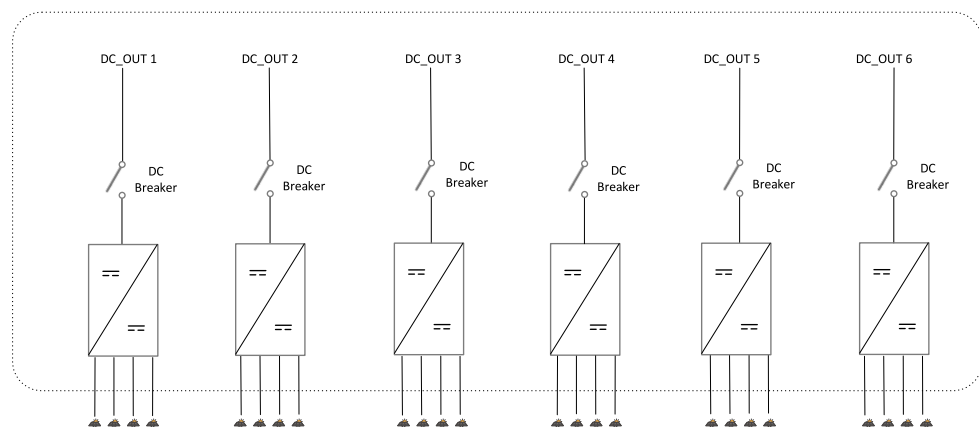 DC_OUT 1
DC_OUT 2
DC_OUT 3
DC_OUT 4
DC_OUT 5
DC_OUT 6
DC
Breaker
DC
Breaker
DC
Breaker
DC
Breaker
DC
Breaker
DC
Breaker